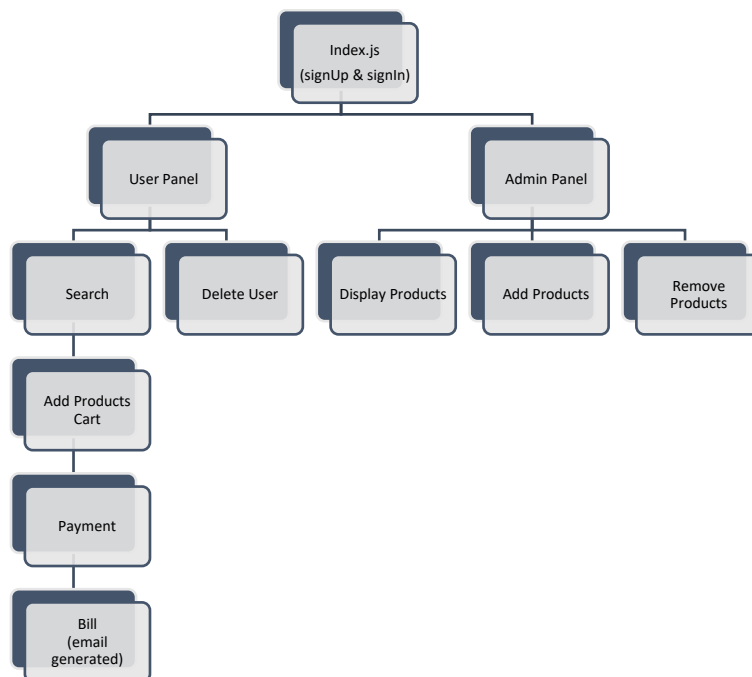 Index.js
(signUp & signIn)
User Panel
Admin Panel
Search
Delete User
Display Products
Add Products
Remove
Products
Add Products
Cart
Payment
Bill
(email
generated)